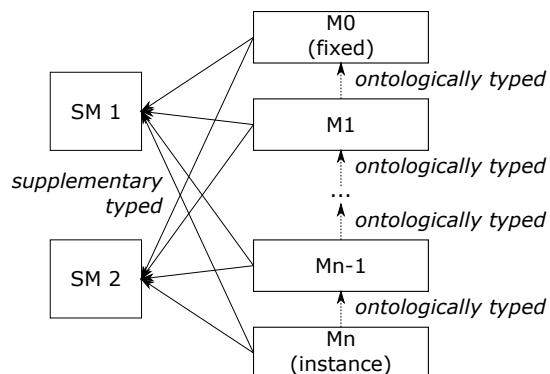 M0
(fixed)
ontologically typed
SM 1
M1
ontologically typed
supplementary
typed
...
ontologically typed
SM 2
Mn-1
ontologically typed
Mn
(instance)